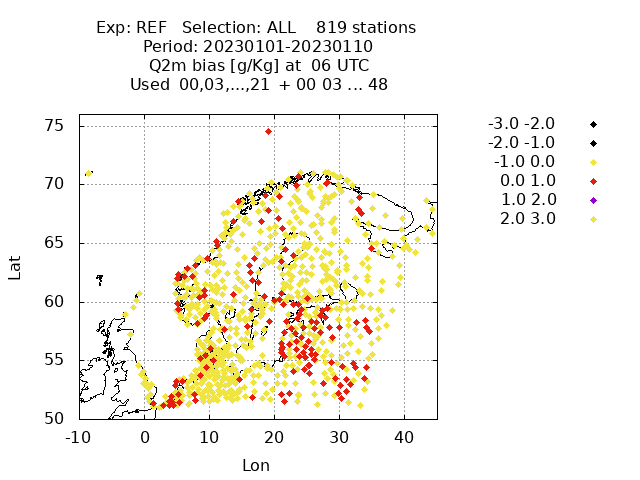 Exp: REF   Selection: ALL    819 stations
Period: 20230101-20230110
Q2m bias [g/Kg] at  06 UTC
Used  00,03,...,21  + 00 03 ... 48
-3.0 -2.0
-2.0 -1.0
-1.0 0.0
0.0 1.0
1.0 2.0
2.0 3.0
Lat
75
70
65
60
55
50
-10 0 10 20 30 40
Lon